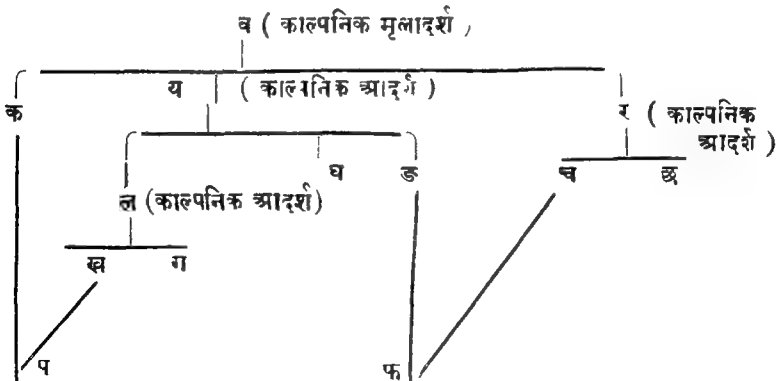 व ( काल्पनिक मूलादर्श )
य ( काल्पनिक आदर्श )
क र ( काल्पनिक
आदर्श )
घ ङ च छ
ल (काल्पनिक आदर्श)
ख ग
प फ